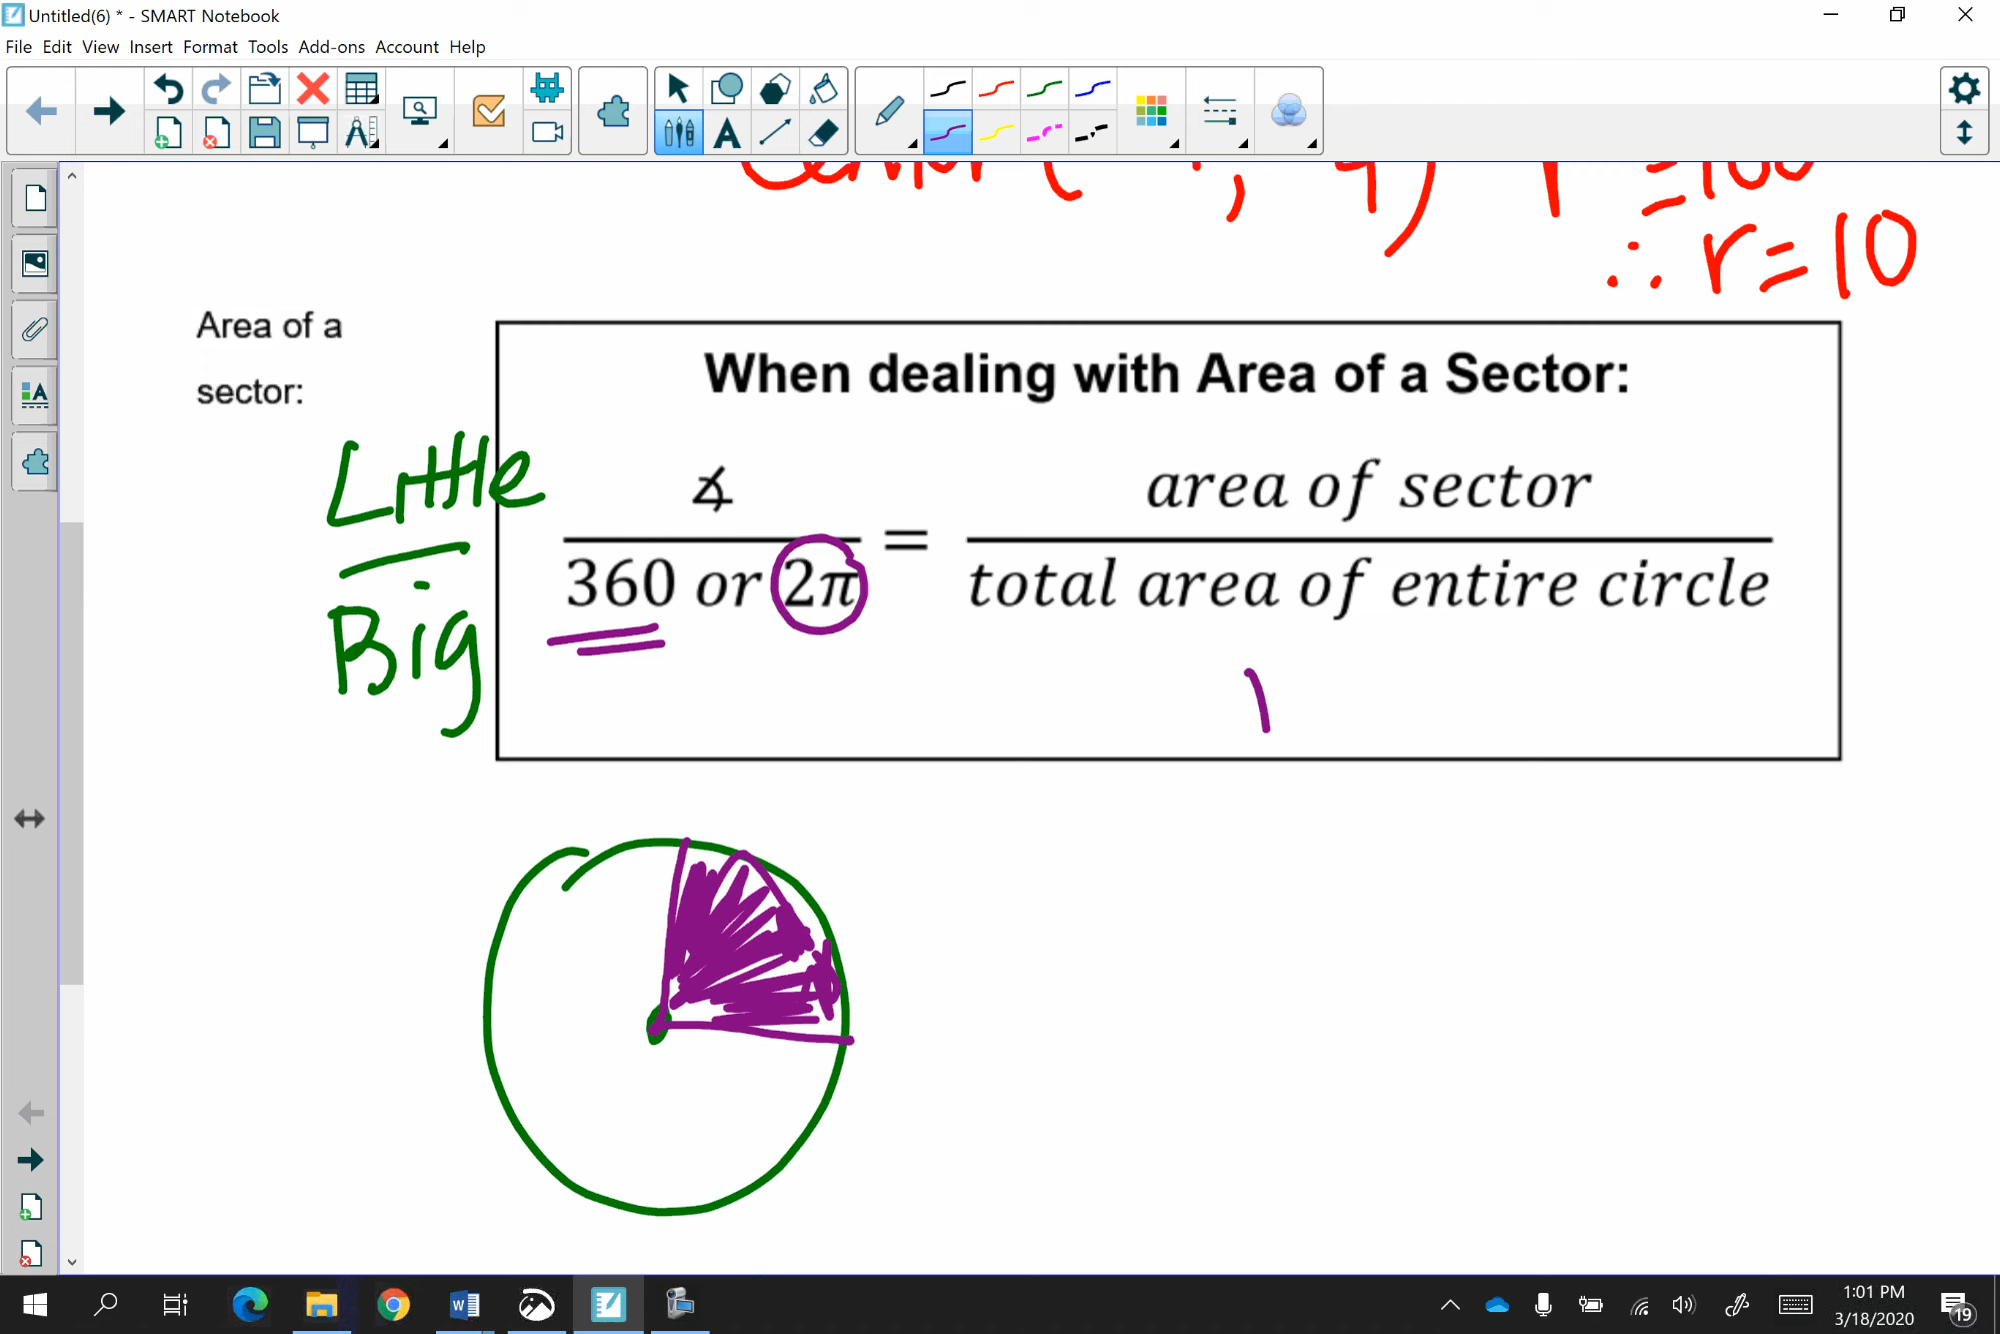 Untitled(6) * - SMART Notebook
File Edit View Insert Format Tools Add-ons Account Help
∴ r=10
Area of a
sector:
When dealing with Area of a Sector:
Little
Big
∡
360 or 2π
=
area of sector
total area of entire circle
1:01 PM
3/18/2020
19